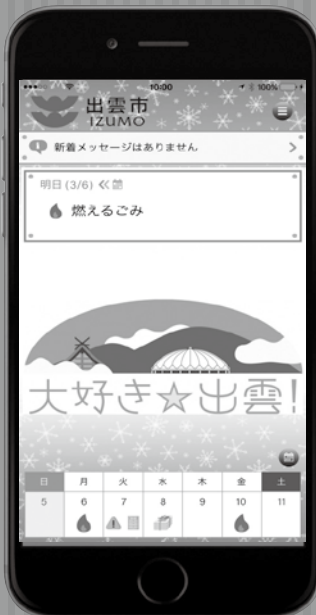 10:00 100%
出雲市
IZUMO
新着メッセージはありません
明日 (3/6)
燃えるごみ
大好き☆出雲!
日 月 火 水 木 金 土
5 6 7 8 9 10 11